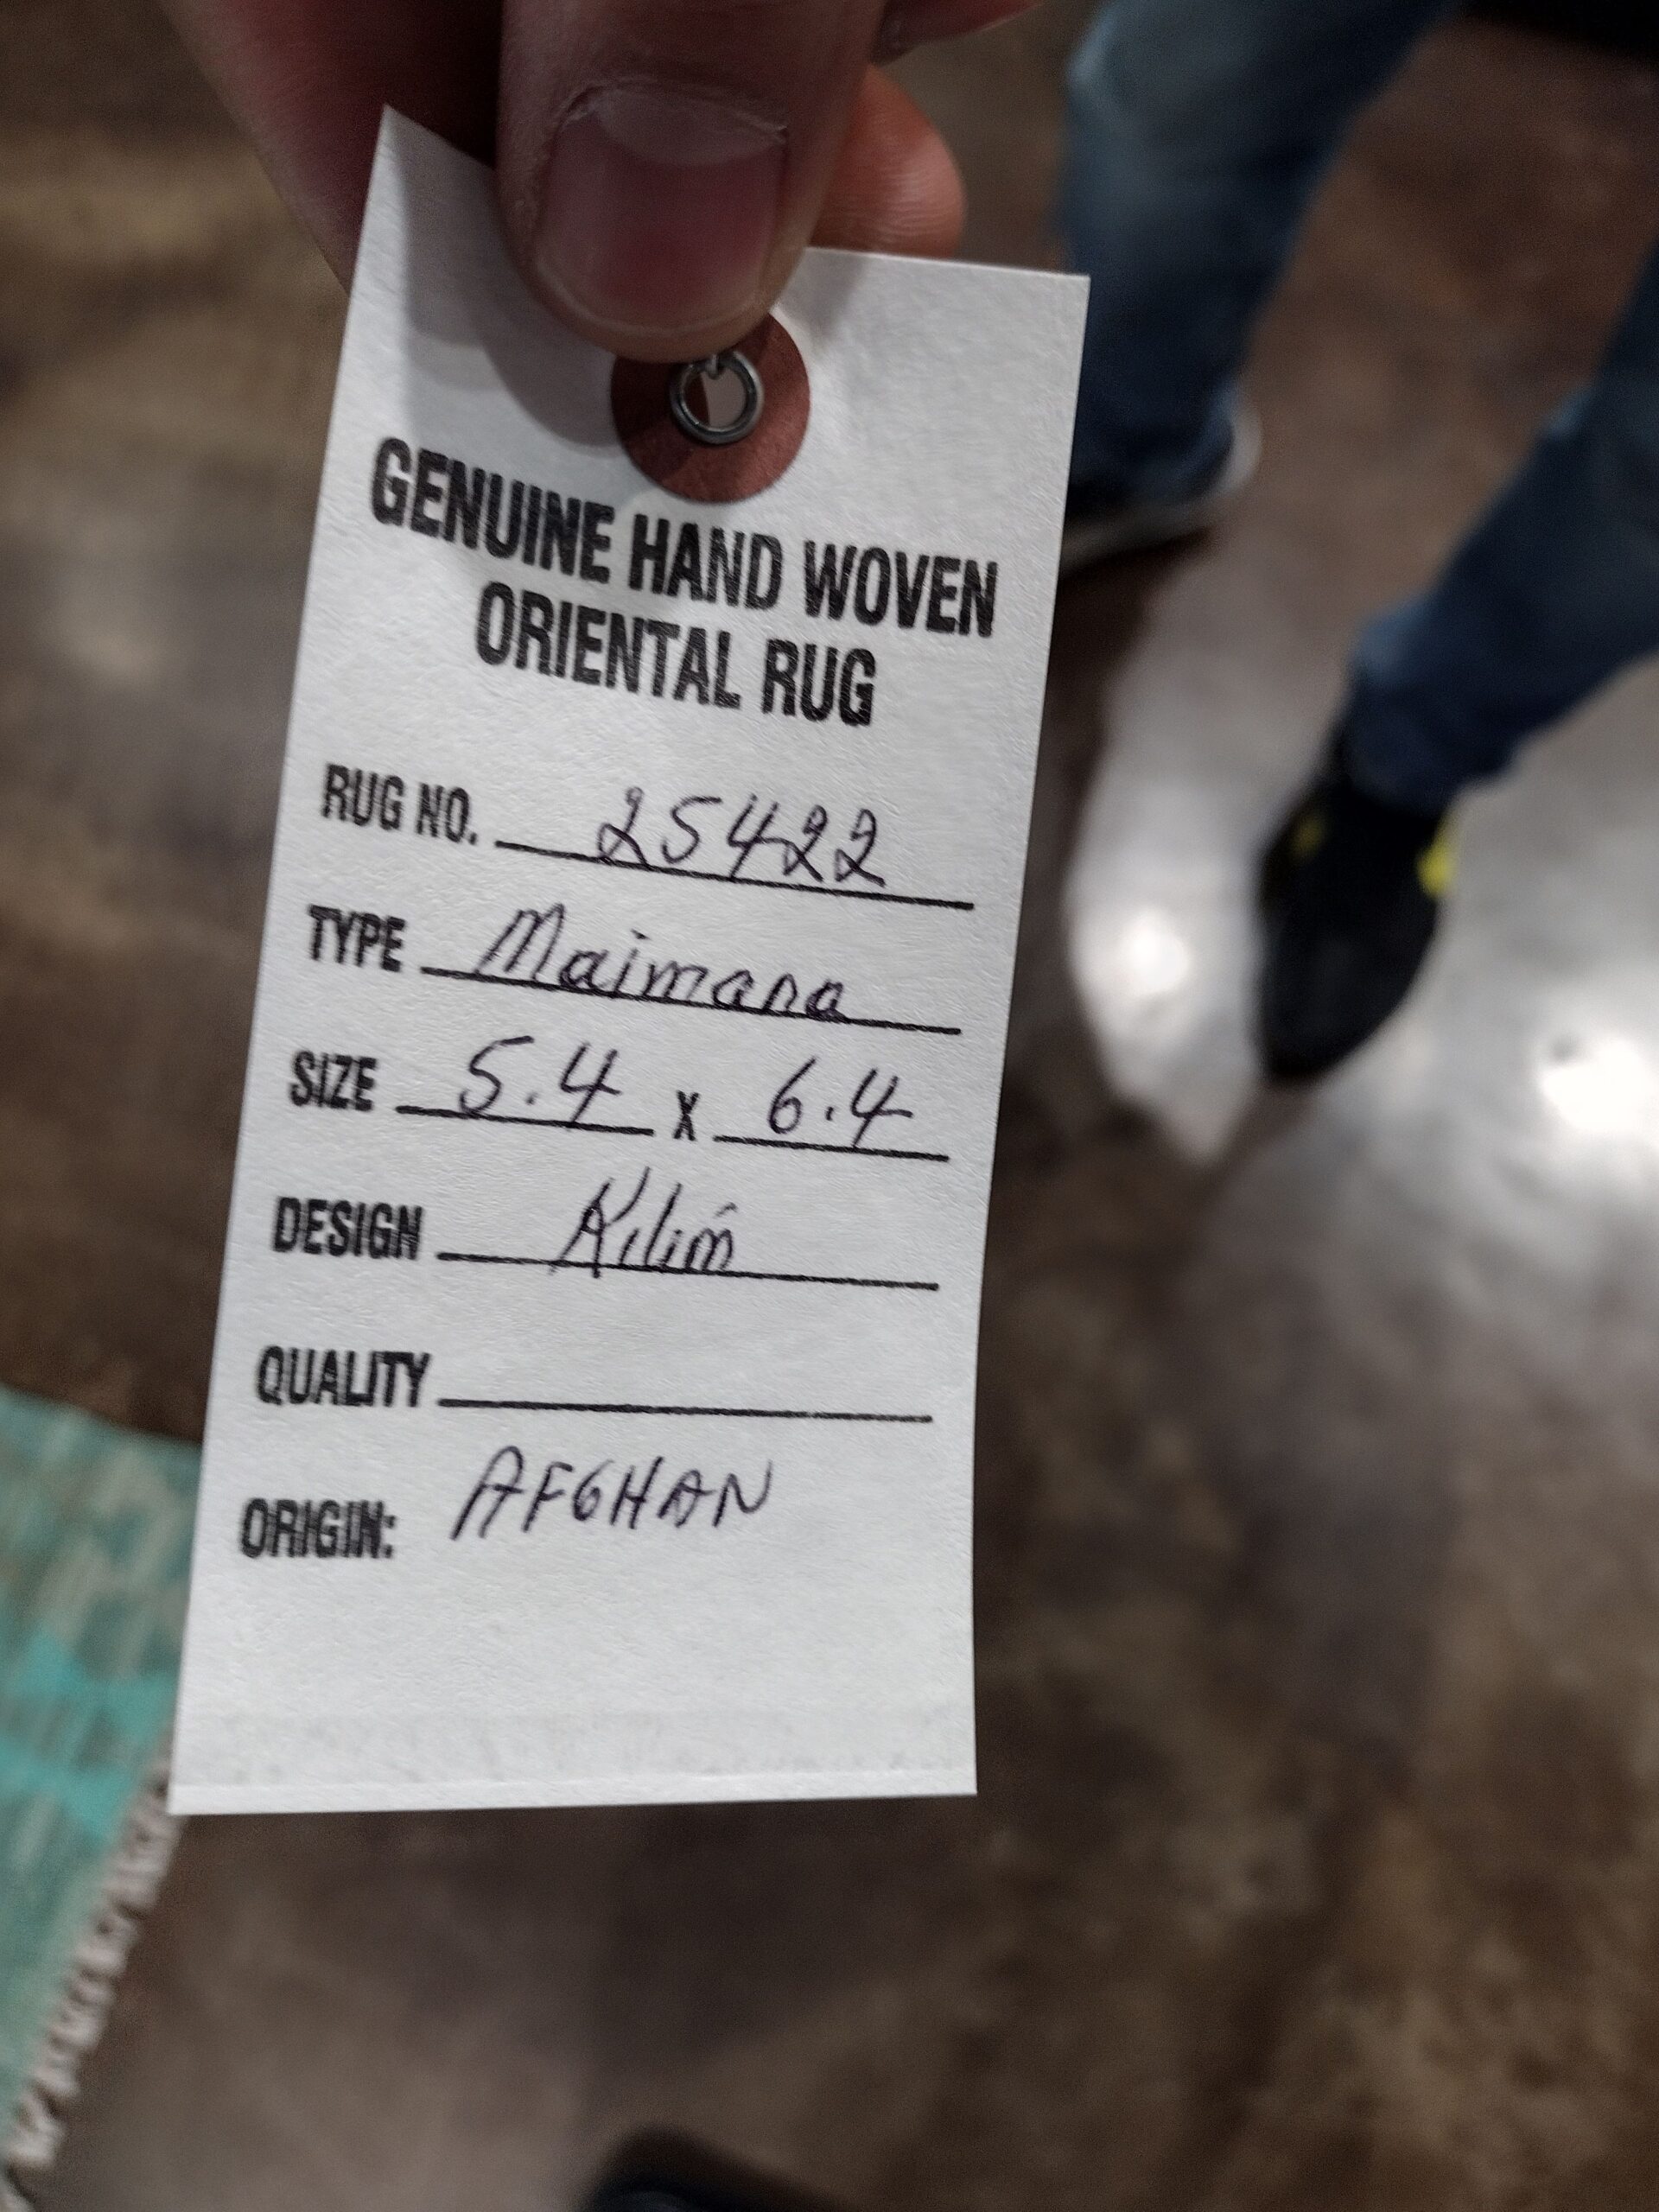 GENUINE HAND WOVEN
ORIENTAL RUG
RUG NO. 25422
TYPE Maimana
SIZE 5.4 X 6.4
DESIGN Kilim
QUALITY
ORIGIN: AFGHAN